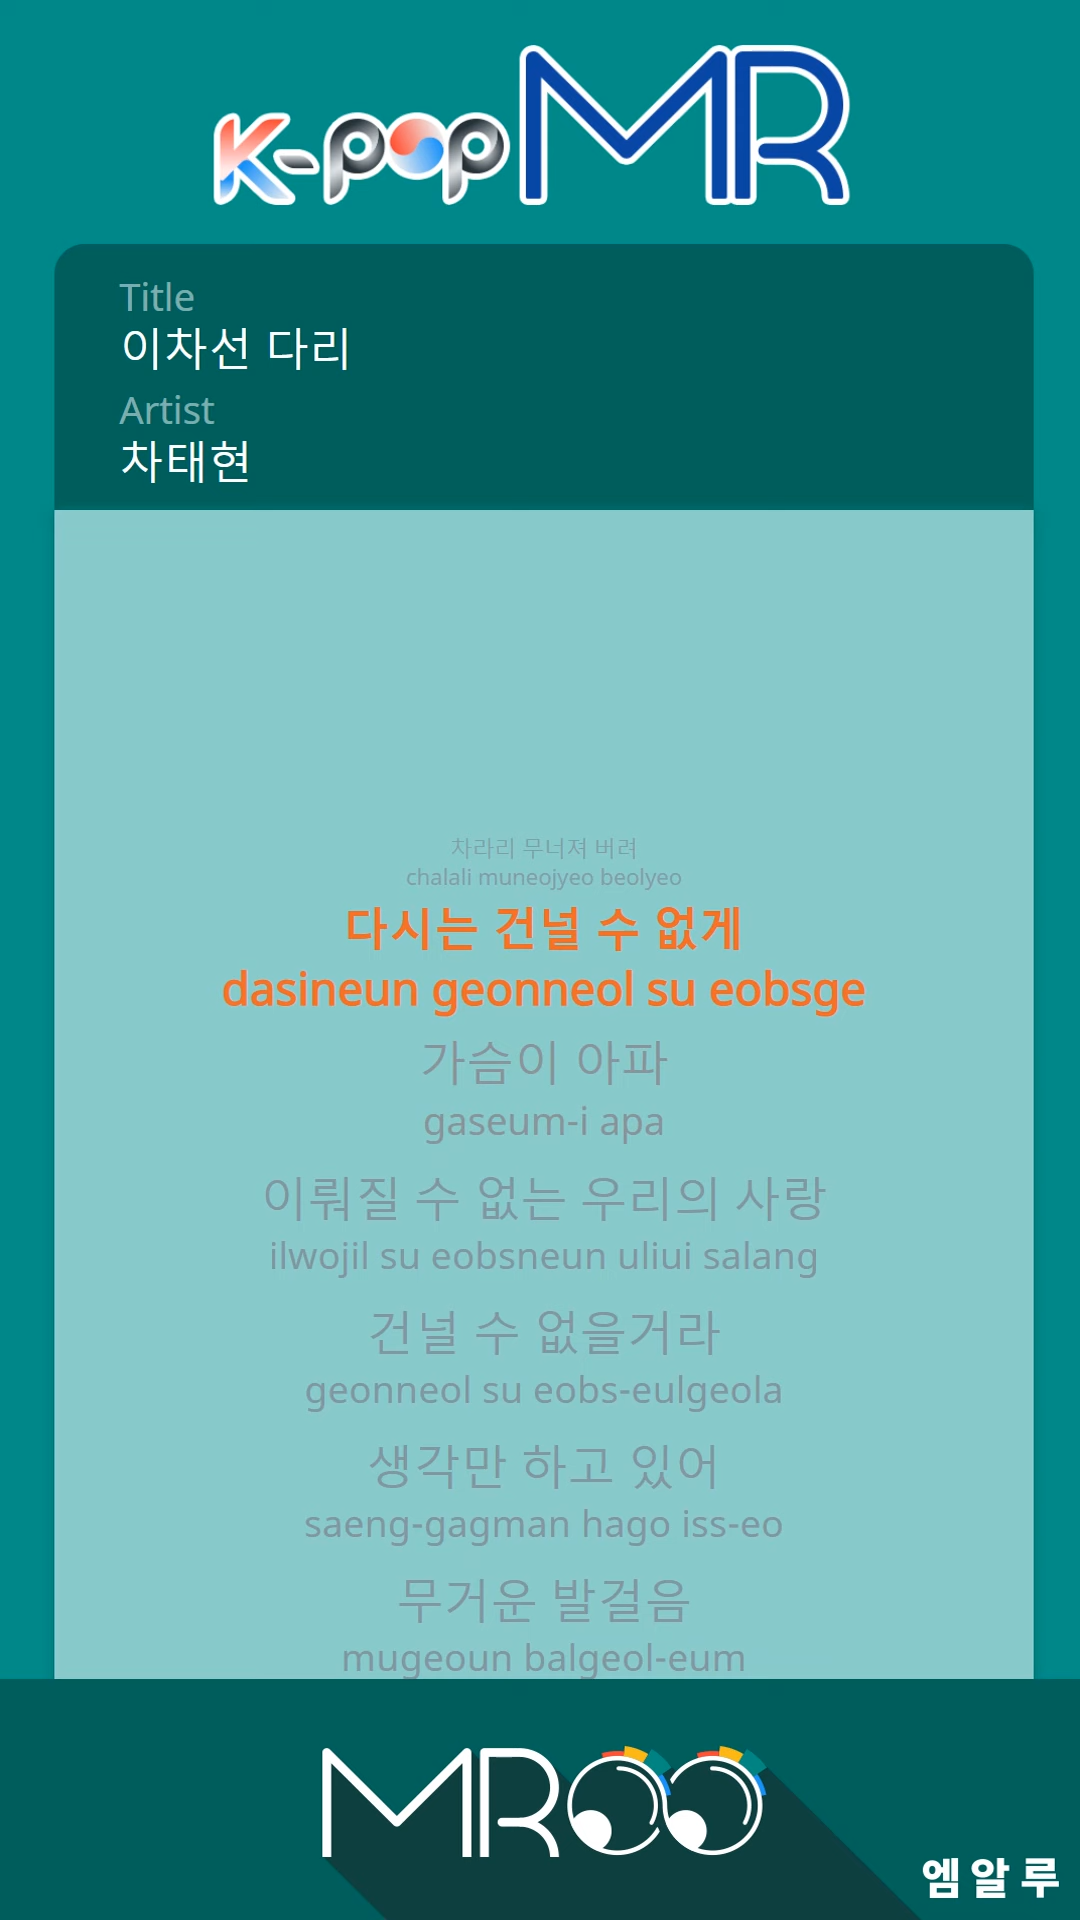 K-pop MR
Title
이차선 다리
Artist
차태현
차라리 무너져 버려
chalali muneojyeo beolyeo
다시는 건널 수 없게
dasineun geonneol su eobsge
가슴이 아파
gaseum-i apa
이뤄질 수 없는 우리의 사랑
ilwojil su eobsneun uliui salang
건널 수 없을거라
geonneol su eobs-eulgeola
생각만 하고 있어
saeng-gagman hago iss-eo
무거운 발걸음
mugeoun balgeol-eum
MROO
엠알루